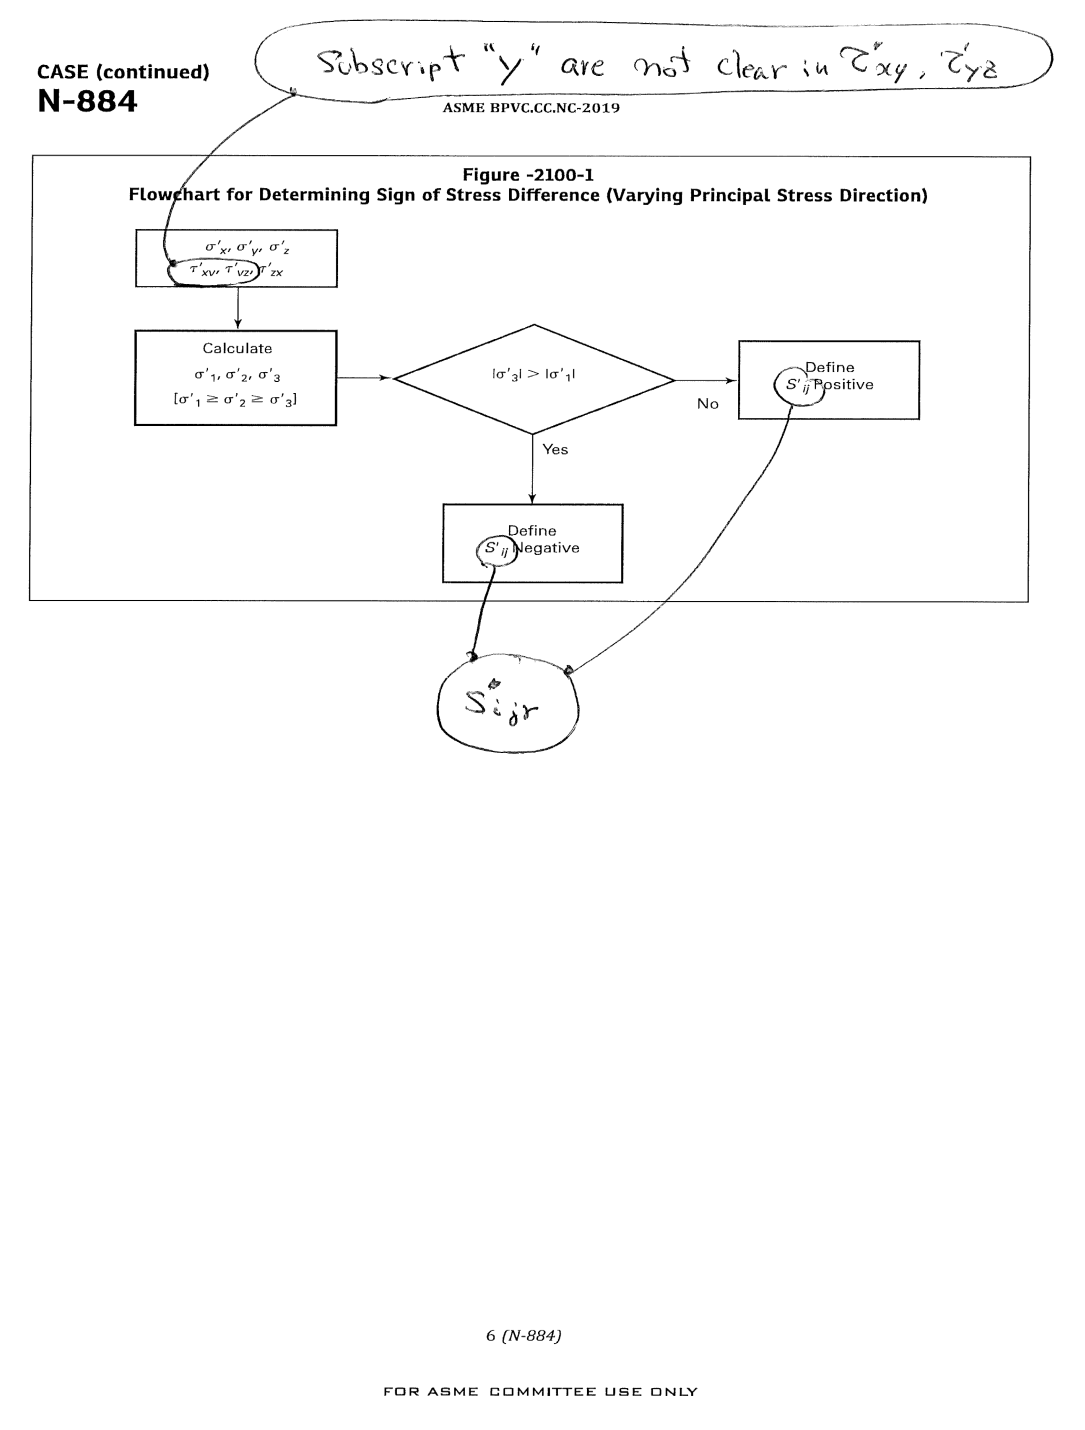 Subscript "y" are not clear in τ'xy, τ'yz
CASE (continued)
N-884
ASME BPVC.CC.NC-2019
Figure -2100-1
Flowchart for Determining Sign of Stress Difference (Varying Principal Stress Direction)
σ'x, σ'y, σ'z
τ'xy, τ'yz, τ'zx
Calculate
σ'1, σ'2, σ'3
[σ'1 ≥ σ'2 ≥ σ'3]
|σ'3| > |σ'1|
No
Define
S'ij Positive
Yes
Define
S'ij Negative
6 (N-884)
FOR ASME COMMITTEE USE ONLY